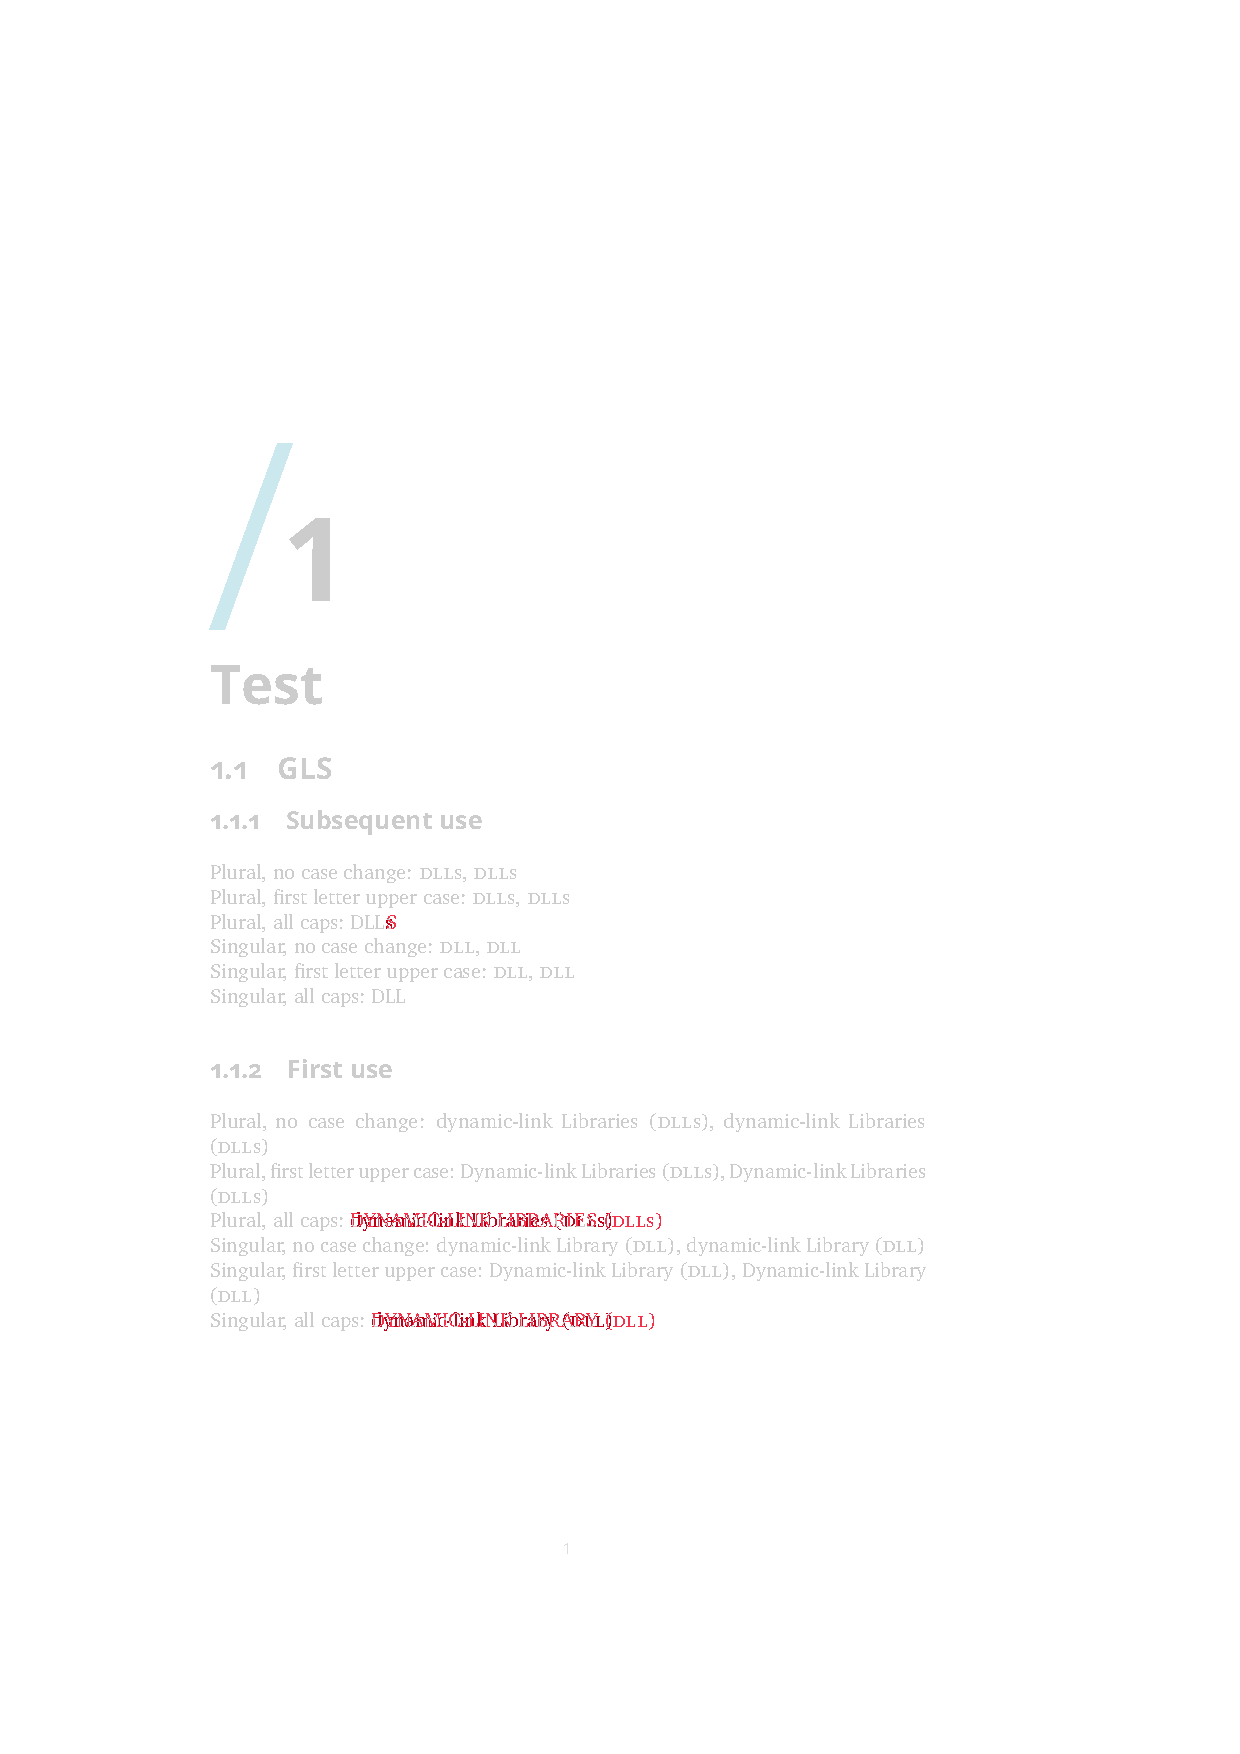 1
Test
1.1 GLS
1.1.1 Subsequent use
Plural, no case change: DLLs, DLLs
Plural, first letter upper case: DLLs, DLLs
Plural, all caps: DLL
Singular, no case change: DLL, DLL
Singular, first letter upper case: DLL, DLL
Singular, all caps: DLL
1.1.2 First use
Plural, no case change: dynamic-link Libraries (DLLs), dynamic-link Libraries
(DLLs)
Plural, first letter upper case: Dynamic-link Libraries (DLLs), Dynamic-link Libraries
(DLLs)
Plural, all caps: (DLLs)
Singular, no case change: dynamic-link Library (DLL), dynamic-link Library (DLL)
Singular, first letter upper case: Dynamic-link Library (DLL), Dynamic-link Library
(DLL)
Singular, all caps: (DLL)
1